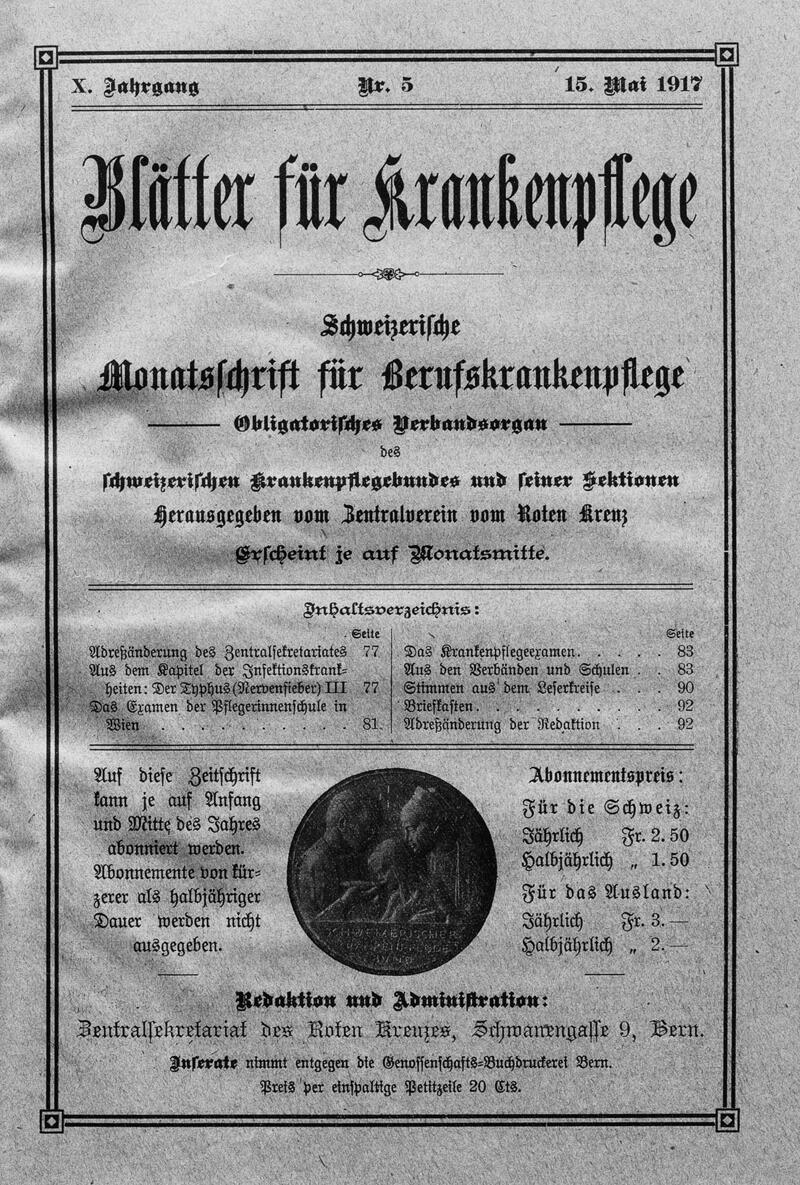 X. Jahrgang Nr. 5 15. Mai 1917
Blätter für Krankenpflege
Schweizerische
Monatsschrift für Berufskrankenpflege
Obligatorisches Verbandsorgan
des
schweizerischen Krankenpflegebundes und seiner Sektionen
Herausgegeben vom Zentralverein vom Roten Kreuz
Erscheint je auf Monatsmitte.
Inhaltsverzeichnis:
Seite
Adreßänderung des Zentralsekretariates 77
Aus dem Kapitel der Infektionskrank-
heiten: Der Typhus (Nervenfieber) III 77
Das Examen der Pflegerinnenschule in
Wien . . . . . . . . . . 81.
Seite
Das Krankenpflegeexamen. . . . . . 83
Aus den Verbänden und Schulen . . 83
Stimmen aus dem Leserkreise . . . 90
Briefkasten. . . . . . . . . . 92
Adreßänderung der Redaktion . . . 92
Auf diese Zeitschrift
kann je auf Anfang
und Mitte des Jahres
abonniert werden.
Abonnemente von kür-
zerer als halbjähriger
Dauer werden nicht
ausgegeben.
SCHWEIZERISCHER
KRANKENPFLEGE
BUND
Abonnementspreis:
Für die Schweiz:
Jährlich Fr. 2. 50
Halbjährlich „ 1. 50
Für das Ausland:
Jährlich Fr. 3. —
Halbjährlich „ 2. —
Redaktion und Administration:
Zentralsekretariat des Roten Kreuzes, Schwanengasse 9, Bern.
Inserate nimmt entgegen die Genossenschafts-Buchdruckerei Bern.
Preis per einspaltige Petitzeile 20 Cts.